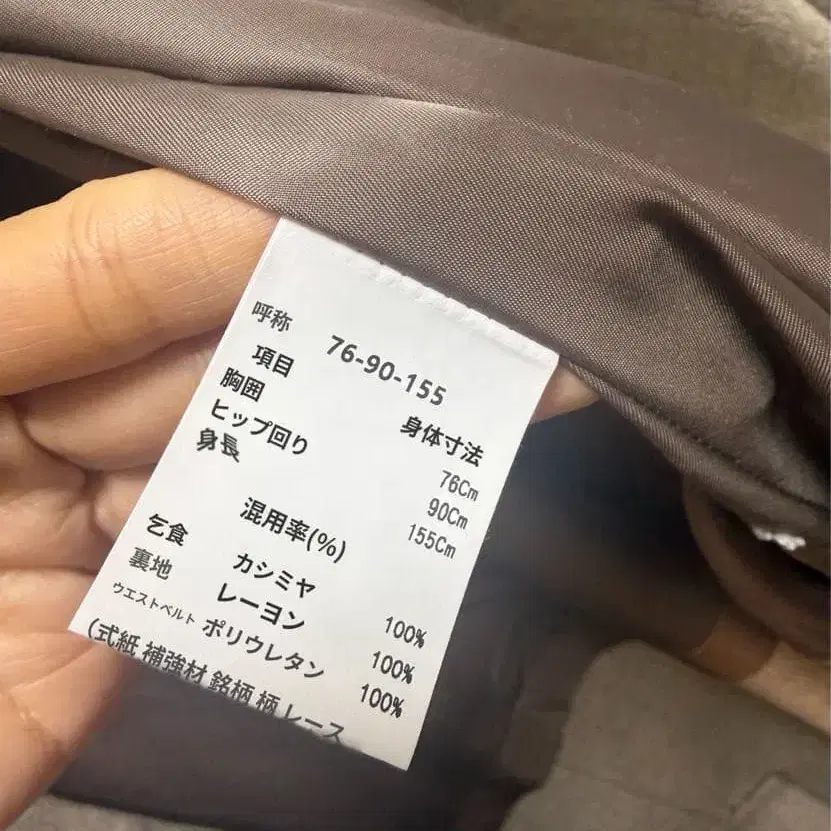 呼称 76-90-155
項目 身体寸法
胸囲 76Cm
ヒップ回り 90Cm
身長 155Cm
混用率(%)
乞食 カシミヤ 100%
裏地 レーヨン 100%
ウエストベルト ポリウレタン 100%
(式紙 補強材 銘柄 柄 レース